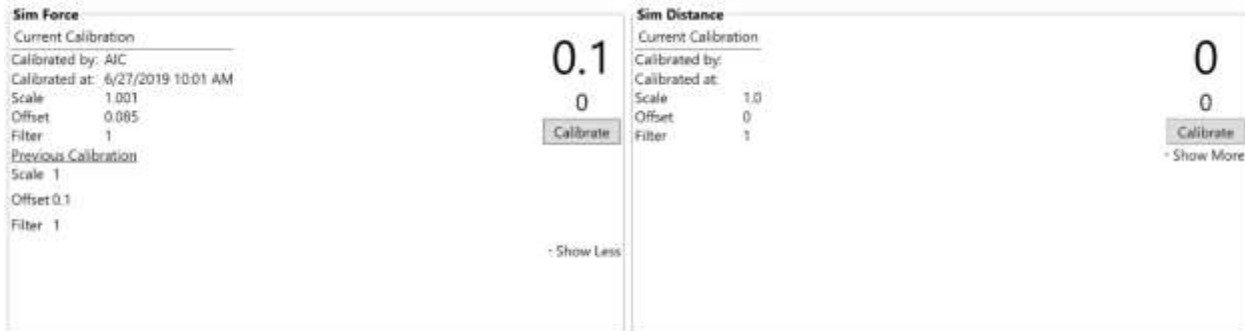 Sim Force
Current Calibration
Calibrated by: AIC
Calibrated at: 6/27/2019 10:01 AM
Scale 1.001
Offset 0.085
Filter 1
Previous Calibration
Scale 1
Offset 0.1
Filter 1
0.1
0
Calibrate
- Show Less
Sim Distance
Current Calibration
Calibrated by:
Calibrated at:
Scale 1.0
Offset 0
Filter 1
0
0
Calibrate
- Show More